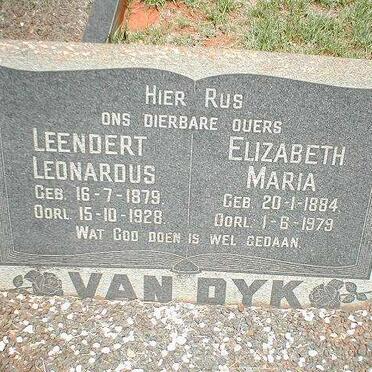 HIER RUS
ONS DIERBARE OUERS
LEENDERT
LEONARDUS
GEB. 16-7-1879.
OORL. 15-10-1928.
ELIZABETH
MARIA
GEB. 20-1-1884.
OORL. 1-6-1979.
WAT GOD DOEN IS WEL GEDAAN.
VAN DYK